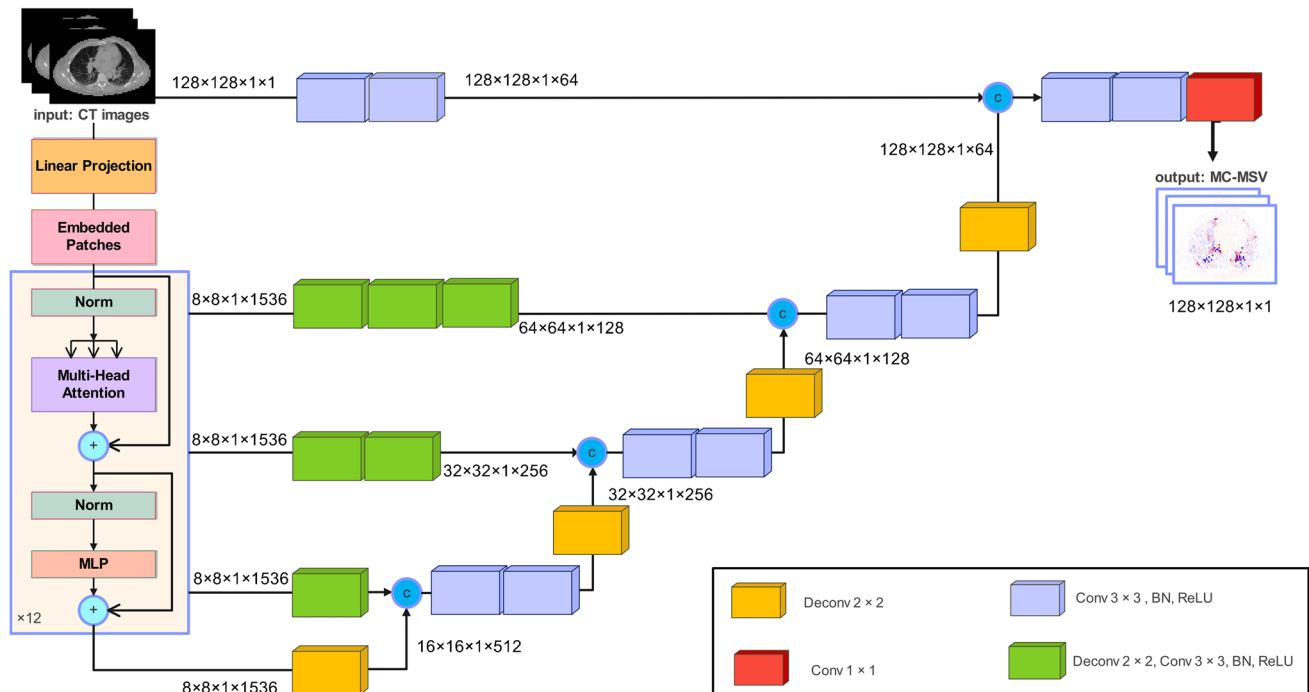 128×128×1×1
128×128×1×64
C
input: CT images
Linear Projection
128×128×1×64
output: MC-MSV
Embedded
Patches
8×8×1×1536
Norm
64×64×1×128
C
128×128×1×1
64×64×1×128
Multi-Head
Attention
+
8×8×1×1536
32×32×1×256
C
32×32×1×256
Norm
MLP
8×8×1×1536
C
+
×12
16×16×1×512
8×8×1×1536
Deconv 2 × 2
Conv 3 × 3 , BN, ReLU
Conv 1 × 1
Deconv 2 × 2, Conv 3 × 3, BN, ReLU